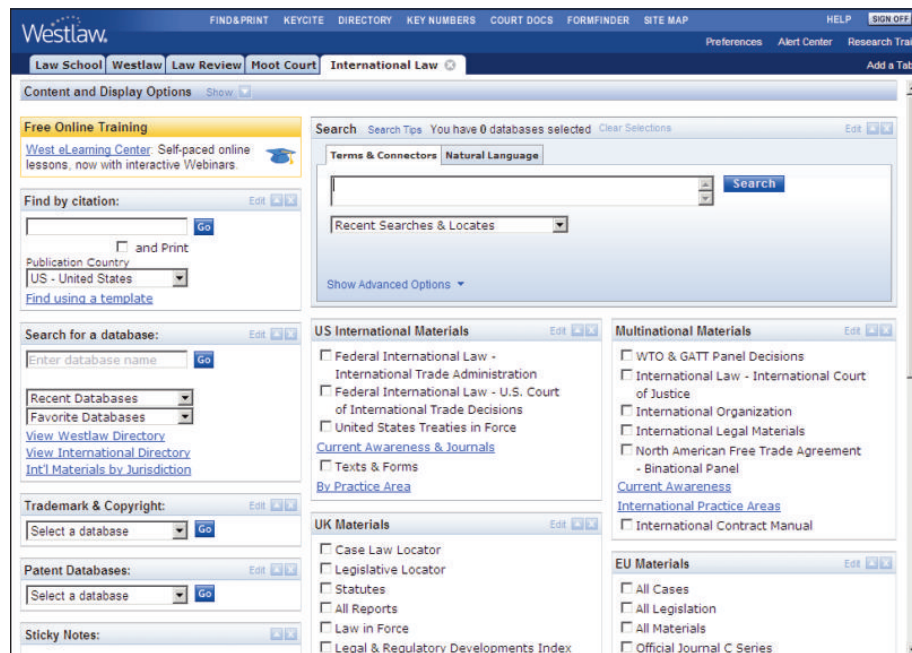 FIND&PRINT KEYCITE DIRECTORY KEY NUMBERS COURT DOCS FORMFINDER SITE MAP HELP SIGN OFF
Westlaw.
Preferences Alert Center Research Trai
Law School Westlaw Law Review Moot Court International Law Add a Tab
Content and Display Options Show
Free Online Training
West eLearning Center: Self-paced online
lessons, now with interactive Webinars.
Find by citation: Edit
Go
and Print
Publication Country
US - United States
Find using a template
Search for a database: Edit
Enter database name Go
Recent Databases
Favorite Databases
View Westlaw Directory
View International Directory
Int'l Materials by Jurisdiction
Trademark & Copyright: Edit
Select a database Go
Patent Databases: Edit
Select a database Go
Sticky Notes:
Search Search Tips You have 0 databases selected Clear Selections Edit
Terms & Connectors Natural Language
Search
Recent Searches & Locates
Show Advanced Options
US International Materials Edit
Federal International Law -
International Trade Administration
Federal International Law - U.S. Court
of International Trade Decisions
United States Treaties in Force
Current Awareness & Journals
Texts & Forms
By Practice Area
UK Materials Edit
Case Law Locator
Legislative Locator
Statutes
All Reports
Law in Force
Legal & Regulatory Developments Index
Multinational Materials Edit
WTO & GATT Panel Decisions
International Law - International Court
of Justice
International Organization
International Legal Materials
North American Free Trade Agreement
- Binational Panel
Current Awareness
International Practice Areas
International Contract Manual
EU Materials Edit
All Cases
All Legislation
All Materials
Official Journal C Series